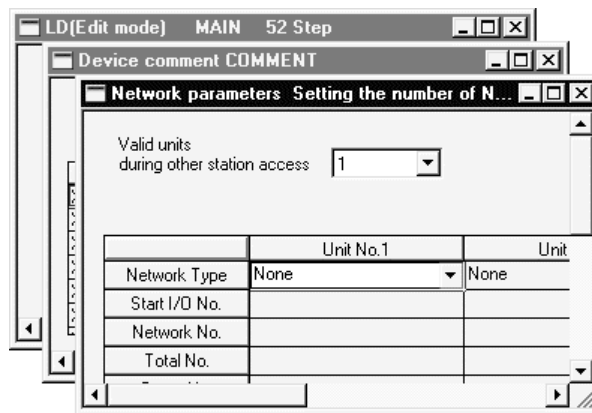 LD(Edit mode) MAIN 52 Step
Device comment COMMENT
Network parameters Setting the number of N...
Valid units
during other station access 1
Unit No.1 Unit
Network Type None None
Start I/O No.
Network No.
Total No.